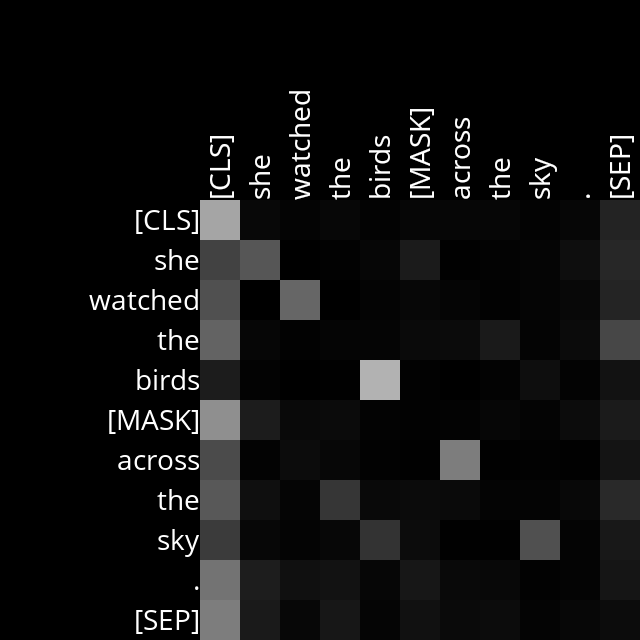 [CLS] she watched the birds [MASK] across the sky . [SEP]
[CLS]
she
watched
the
birds
[MASK]
across
the
sky
.
[SEP]